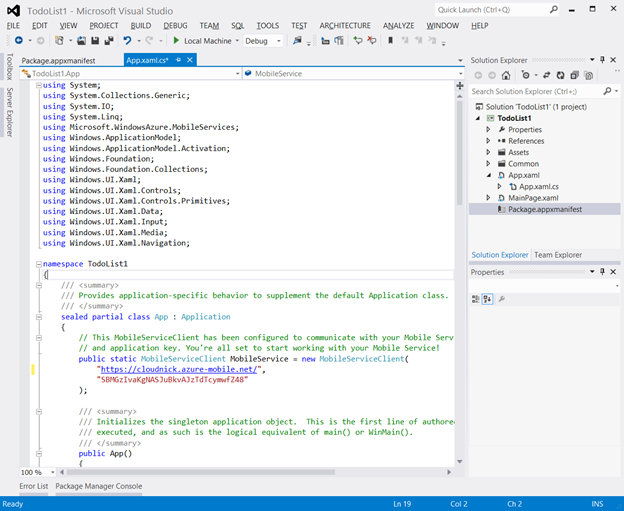 TodoList1 - Microsoft Visual Studio
Quick Launch (Ctrl+Q)
FILE EDIT VIEW PROJECT BUILD DEBUG TEAM SQL TOOLS TEST ARCHITECTURE ANALYZE WINDOW HELP
Local Machine Debug
Toolbox
Server Explorer
Package.appxmanifest App.xaml.cs*
TodoList1.App MobileService
using System;
using System.Collections.Generic;
using System.IO;
using System.Linq;
using Microsoft.WindowsAzure.MobileServices;
using Windows.ApplicationModel;
using Windows.ApplicationModel.Activation;
using Windows.Foundation;
using Windows.Foundation.Collections;
using Windows.UI.Xaml;
using Windows.UI.Xaml.Controls;
using Windows.UI.Xaml.Controls.Primitives;
using Windows.UI.Xaml.Data;
using Windows.UI.Xaml.Input;
using Windows.UI.Xaml.Media;
using Windows.UI.Xaml.Navigation;
namespace TodoList1
{
/// <summary>
/// Provides application-specific behavior to supplement the default Application class.
/// </summary>
sealed partial class App : Application
{
// This MobileServiceClient has been configured to communicate with your Mobile Serv
// and application key. You're all set to start working with your Mobile Service!
public static MobileServiceClient MobileService = new MobileServiceClient(
"https://cloudnick.azure-mobile.net/",
"SBMGzIvaKgNASJuBkvAJzTdTcymwfZ48"
);
/// <summary>
/// Initializes the singleton application object.  This is the first line of authored
/// executed, and as such is the logical equivalent of main() or WinMain().
/// </summary>
public App()
{
100 %
Solution Explorer
Search Solution Explorer (Ctrl+;)
Solution 'TodoList1' (1 project)
TodoList1
Properties
References
Assets
Common
App.xaml
App.xaml.cs
MainPage.xaml
Package.appxmanifest
Solution Explorer Team Explorer
Properties
Error List Package Manager Console
Ready Ln 19 Col 2 Ch 2 INS